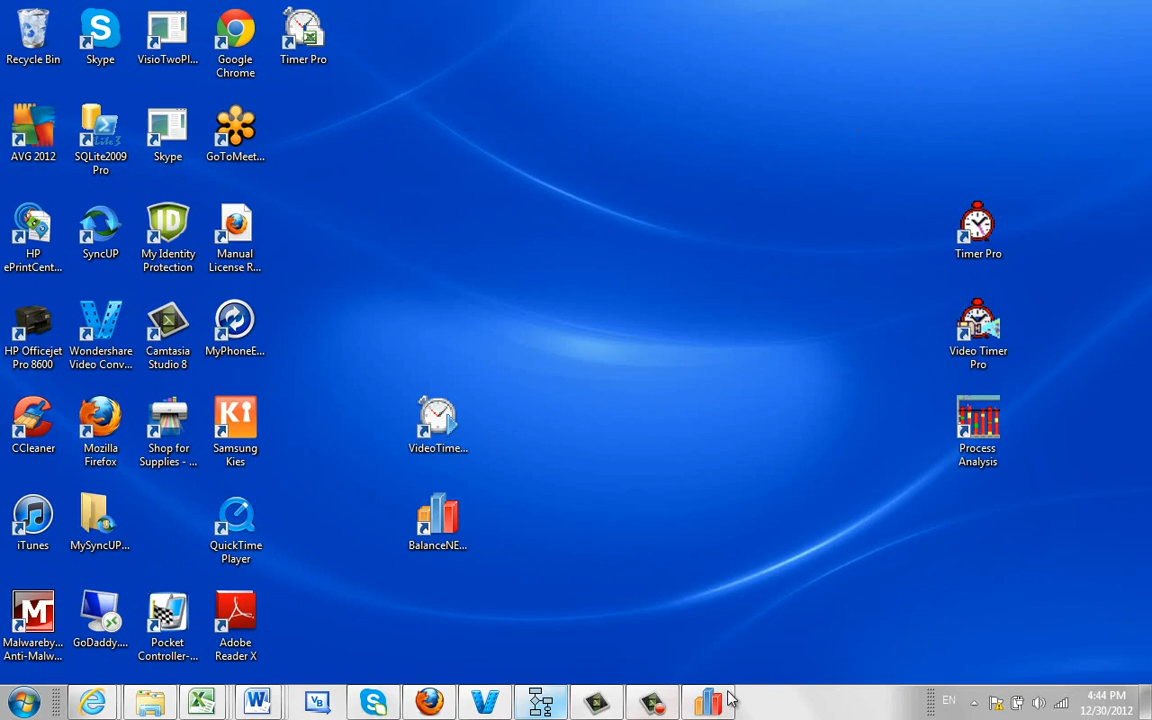 Recycle Bin
Skype
VisioTwoPl...
Google
Chrome
Timer Pro
AVG 2012
SQLite2009
Pro
Skype
GoToMeet...
HP
ePrintCent...
SyncUP
My Identity
Protection
Manual
License R...
Timer Pro
HP Officejet
Pro 8600
Wondershare
Video Conv...
Camtasia
Studio 8
MyPhoneE...
Video Timer
Pro
CCleaner
Mozilla
Firefox
Shop for
Supplies - ...
Samsung
Kies
VideoTime...
Process
Analysis
iTunes
MySyncUP...
QuickTime
Player
BalanceNE...
Malwareby...
Anti-Malw...
GoDaddy....
Pocket
Controller-...
Adobe
Reader X
EN
4:44 PM
12/30/2012